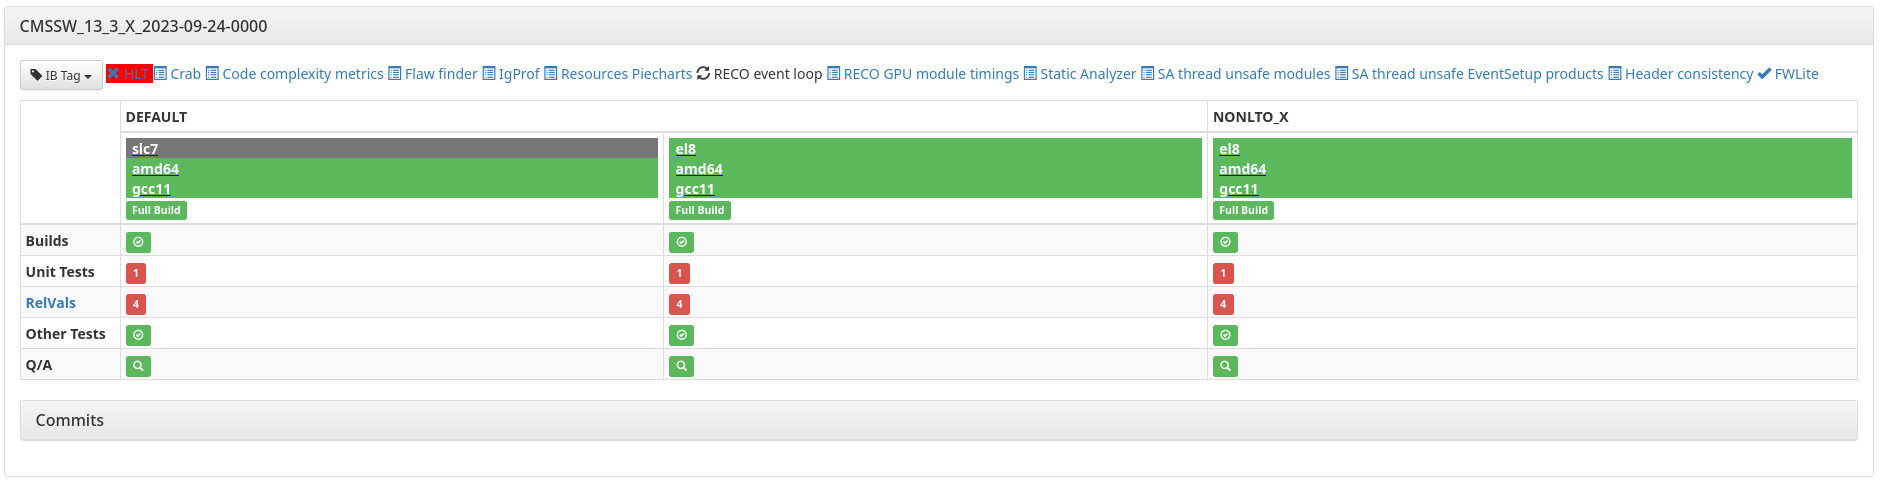 CMSSW_13_3_X_2023-09-24-0000
IB Tag HLT Crab Code complexity metrics Flaw finder IgProf Resources Piecharts RECO event loop RECO GPU module timings Static Analyzer SA thread unsafe modules SA thread unsafe EventSetup products Header consistency FWLite
DEFAULT NONLTO_X
slc7 el8 el8
amd64 amd64 amd64
gcc11 gcc11 gcc11
Full Build Full Build Full Build
Builds
Unit Tests 1 1 1
RelVals 4 4 4
Other Tests
Q/A
Commits